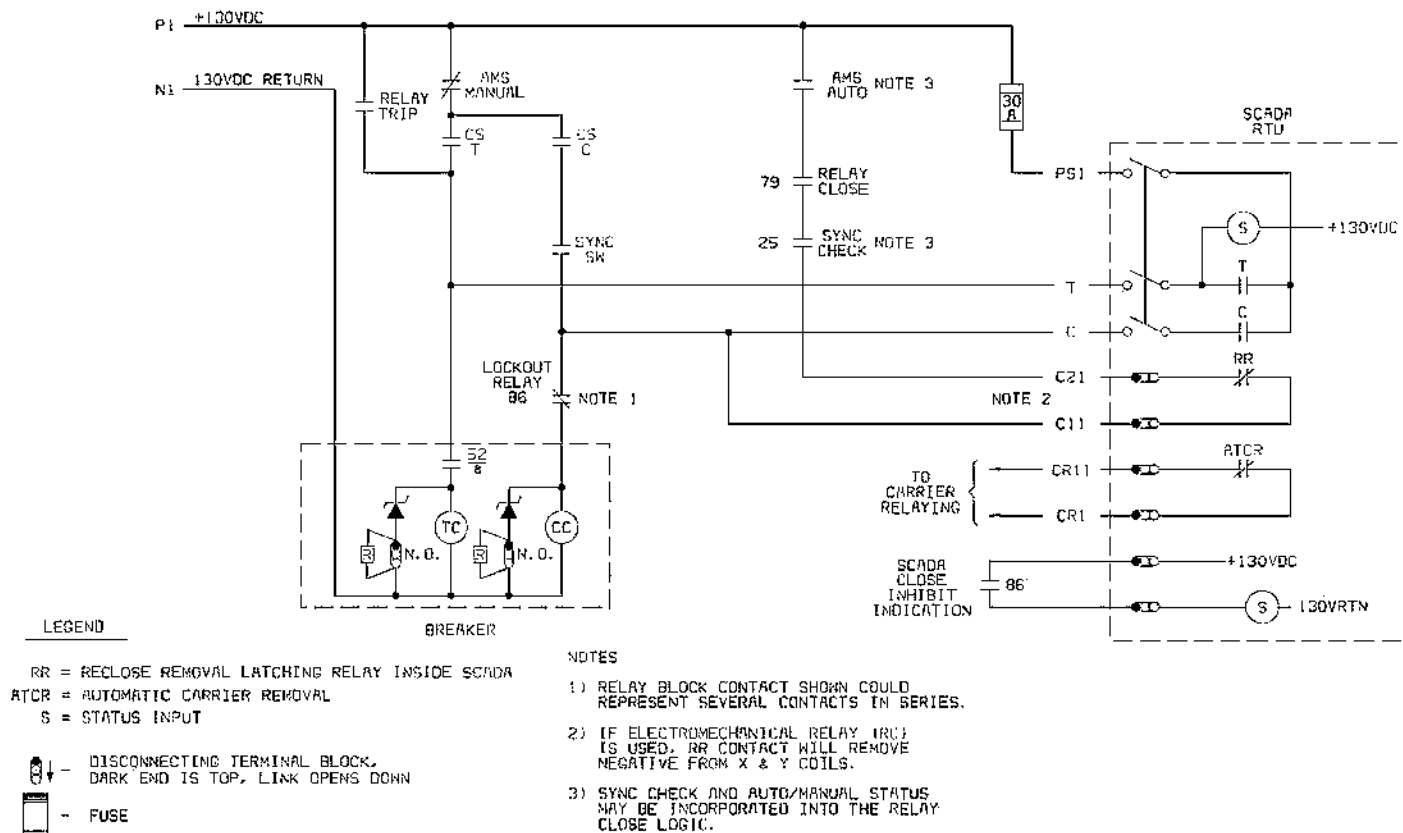 P1 +130VDC
N1 130VDC RETURN
RELAY
TRIP
AMS
MANUAL
CS
T
CS
C
SYNC
SW
AMS
AUTO
NOTE 3
79
RELAY
CLOSE
25
SYNC
CHECK
NOTE 3
30
A
SCADA
RTU
PS1
S
+130VDC
T
T
C
C
RR
C21
NOTE 2
C11
LOCKOUT
RELAY
86
NOTE 1
ATCR
TO
CARRIER
RELAYING
CR11
CR1
52
a
TC
CC
R
N.O.
R
N.O.
SCADA
CLOSE
INHIBIT
INDICATION
86
+130VDC
S
130VRTN
BREAKER
LEGEND
RR = RECLOSE REMOVAL LATCHING RELAY INSIDE SCADA
ATCR = AUTOMATIC CARRIER REMOVAL
S = STATUS INPUT
- DISCONNECTING TERMINAL BLOCK,
DARK END IS TOP, LINK OPENS DOWN
- FUSE
NOTES
1) RELAY BLOCK CONTACT SHOWN COULD
REPRESENT SEVERAL CONTACTS IN SERIES.
2) IF ELECTROMECHANICAL RELAY (RC)
IS USED, RR CONTACT WILL REMOVE
NEGATIVE FROM X & Y COILS.
3) SYNC CHECK AND AUTO/MANUAL STATUS
MAY BE INCORPORATED INTO THE RELAY
CLOSE LOGIC.